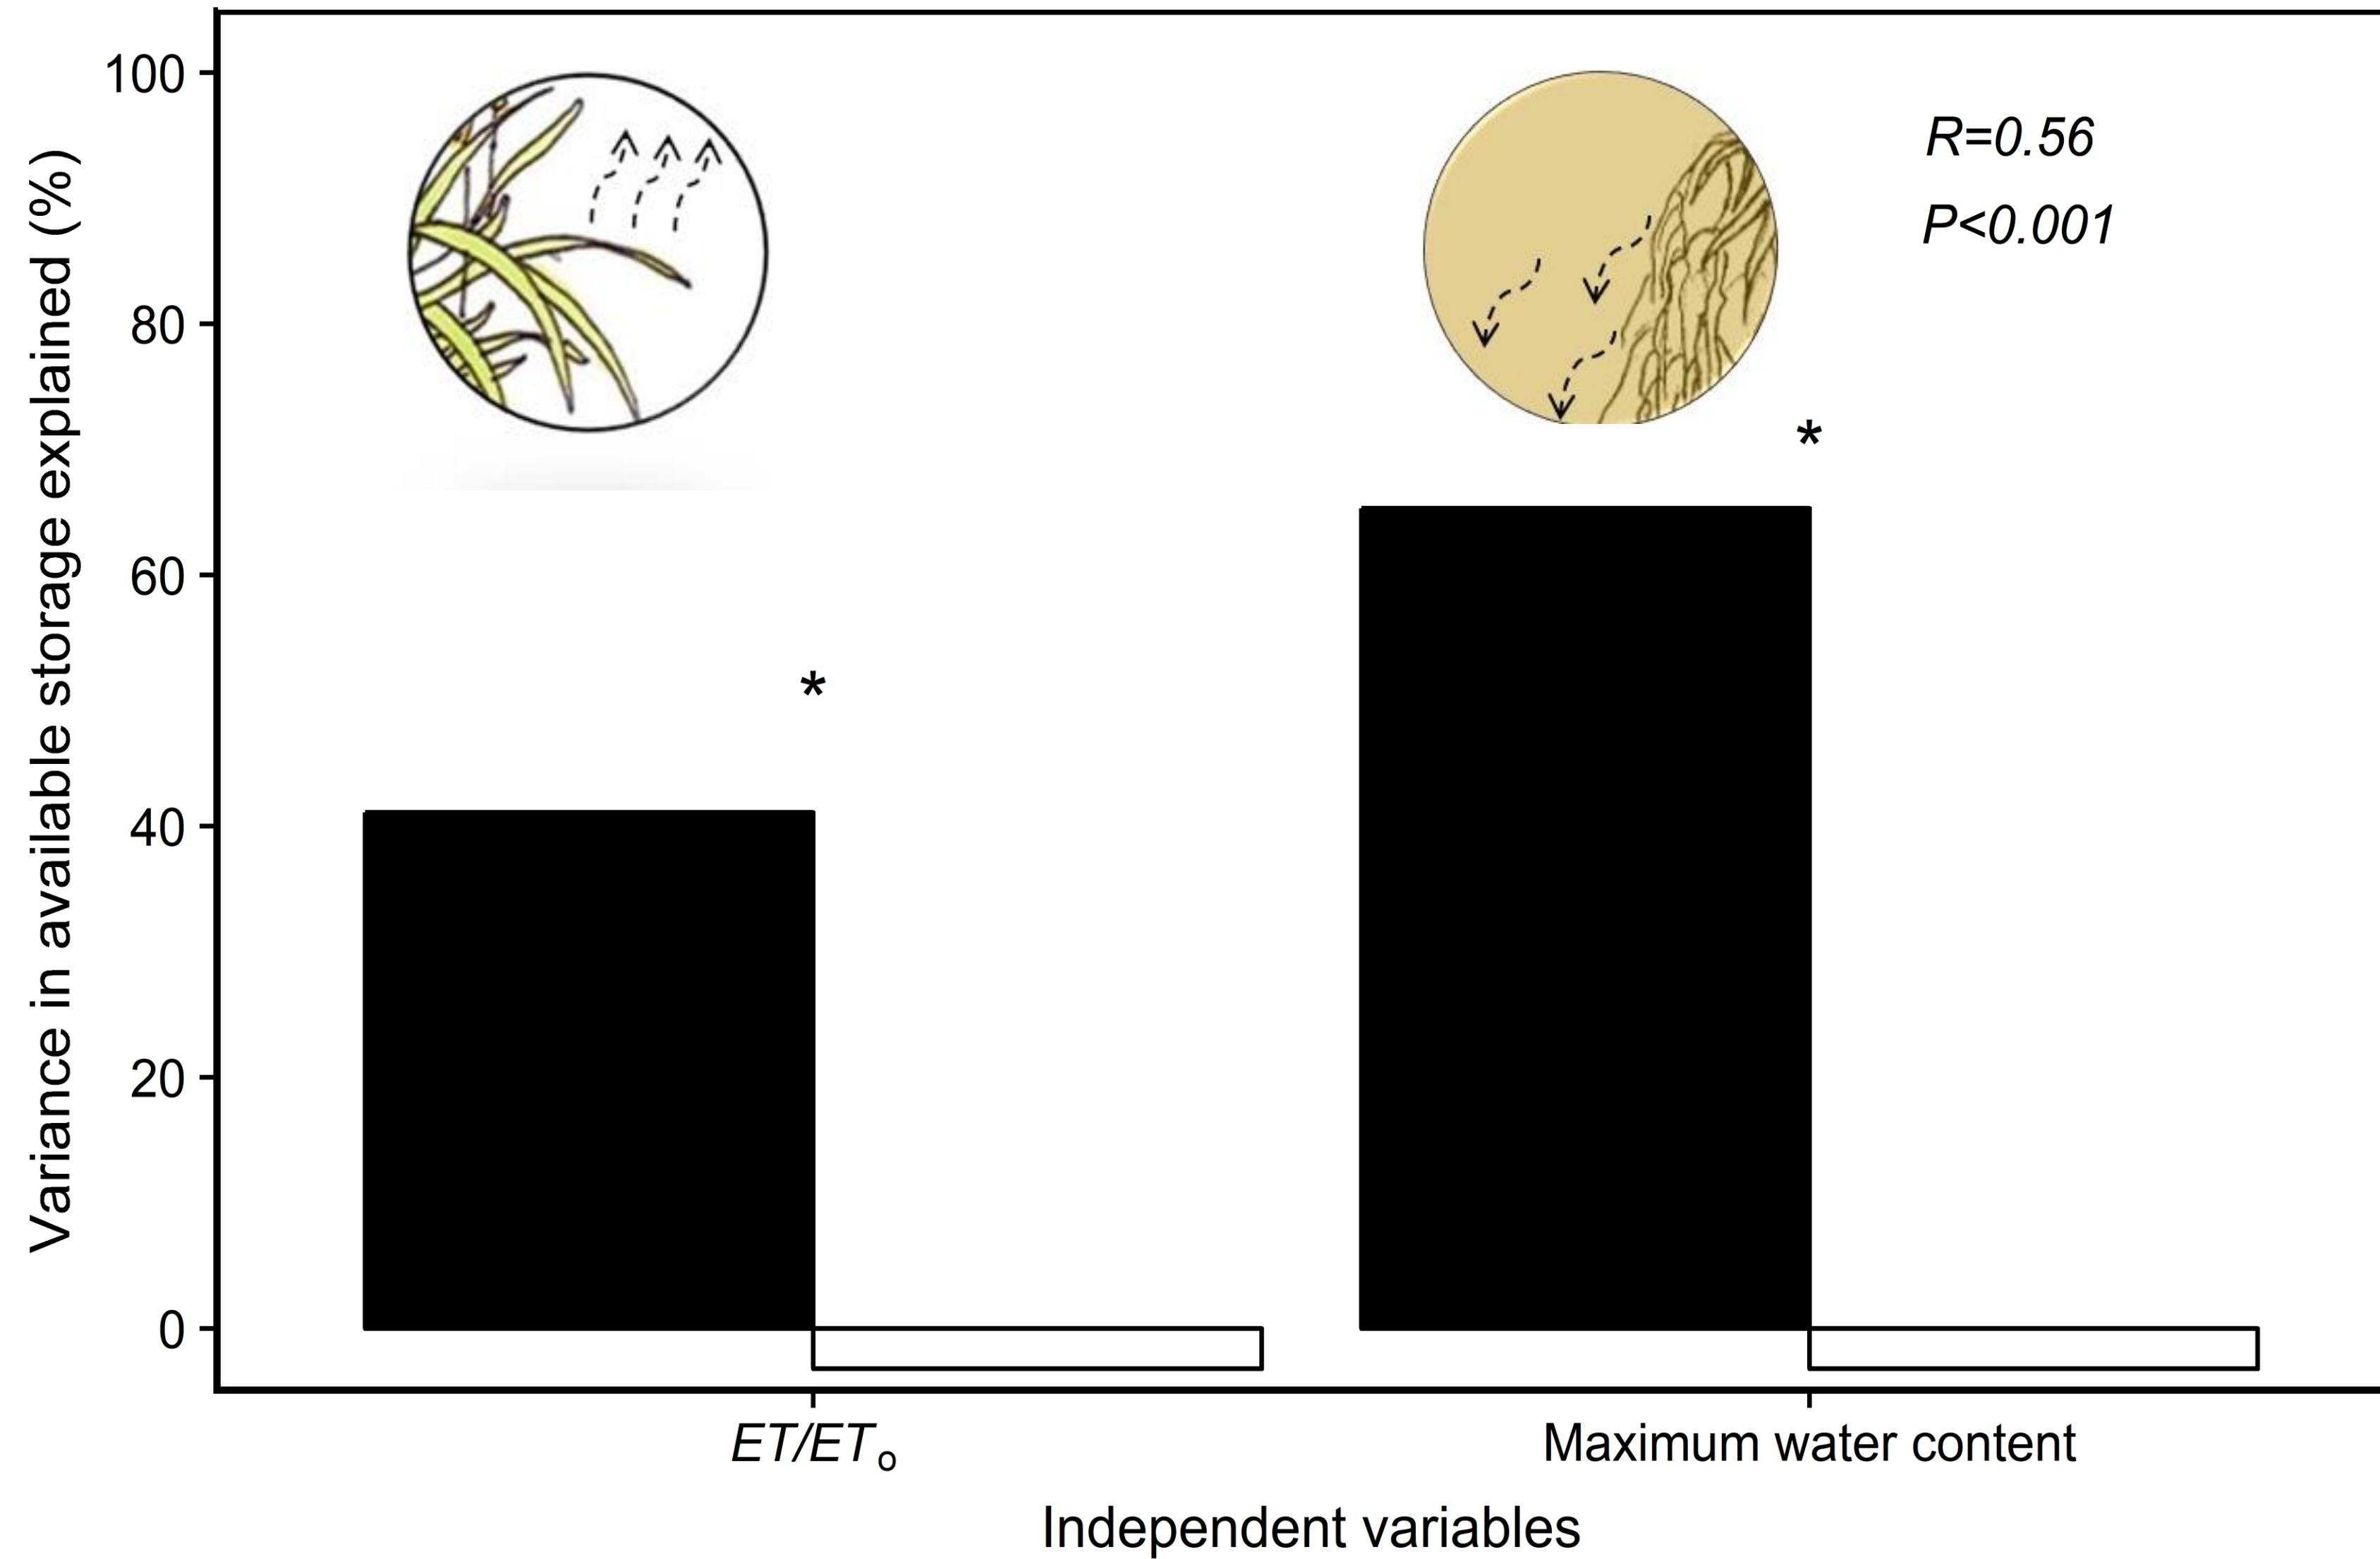 Variance in available storage explained (%)
100
80
60
40
20
0
R=0.56
P<0.001
*
*
ET/ETo
Maximum water content
Independent variables